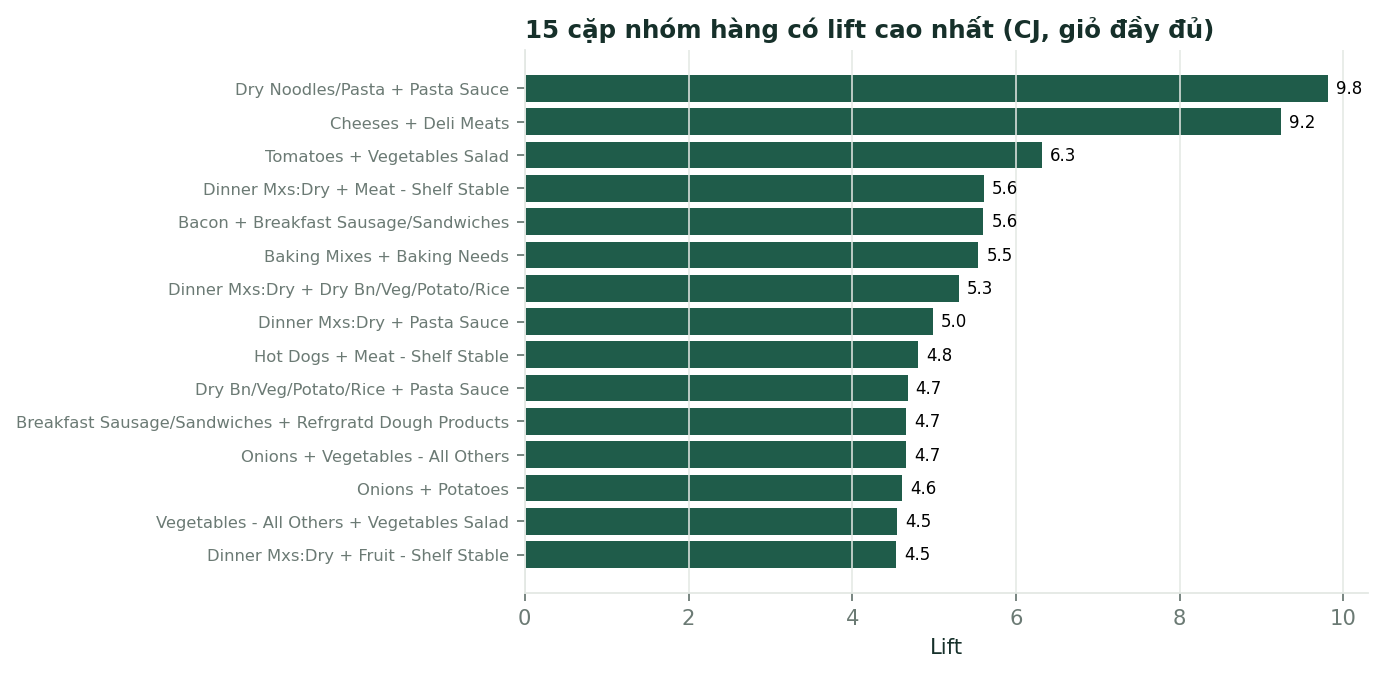 15 cặp nhóm hàng có lift cao nhất (CJ, giỏ đầy đủ)
Dry Noodles/Pasta + Pasta Sauce 9.8
Cheeses + Deli Meats 9.2
Tomatoes + Vegetables Salad 6.3
Dinner Mxs:Dry + Meat - Shelf Stable 5.6
Bacon + Breakfast Sausage/Sandwiches 5.6
Baking Mixes + Baking Needs 5.5
Dinner Mxs:Dry + Dry Bn/Veg/Potato/Rice 5.3
Dinner Mxs:Dry + Pasta Sauce 5.0
Hot Dogs + Meat - Shelf Stable 4.8
Dry Bn/Veg/Potato/Rice + Pasta Sauce 4.7
Breakfast Sausage/Sandwiches + Refrgratd Dough Products 4.7
Onions + Vegetables - All Others 4.7
Onions + Potatoes 4.6
Vegetables - All Others + Vegetables Salad 4.5
Dinner Mxs:Dry + Fruit - Shelf Stable 4.5
0 2 4 6 8 10
Lift